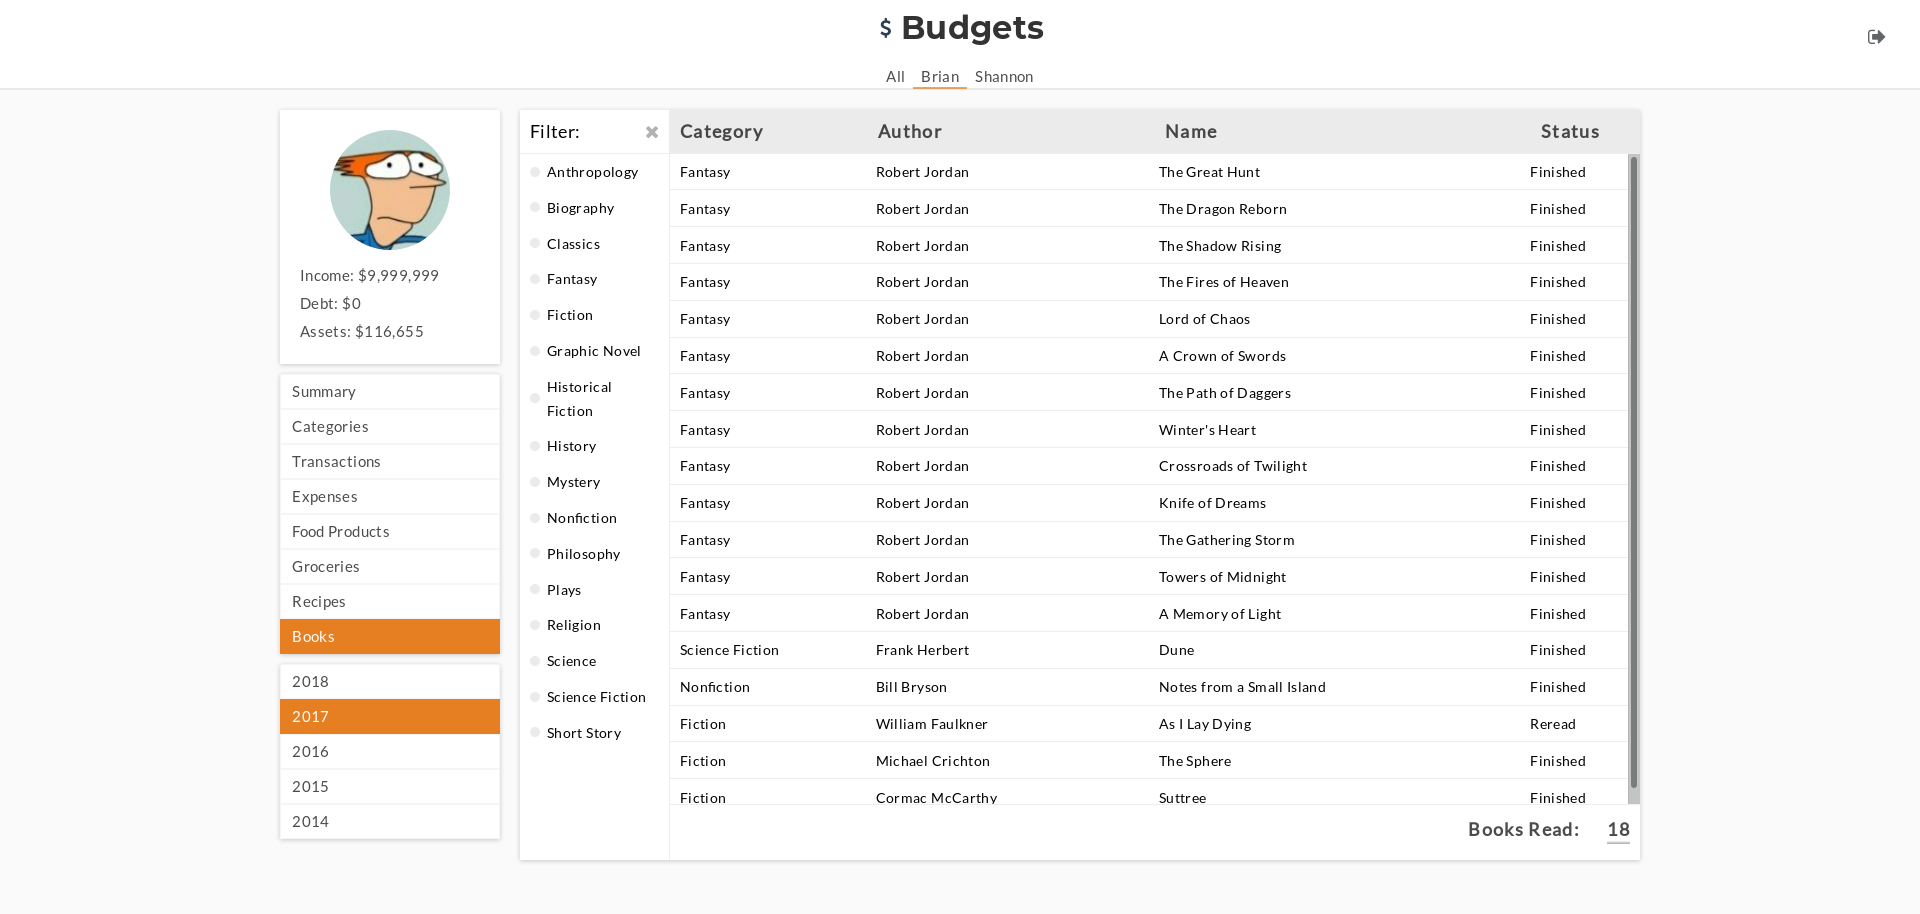 $ Budgets
All Brian Shannon
Income: $9,999,999
Debt: $0
Assets: $116,655
Summary
Categories
Transactions
Expenses
Food Products
Groceries
Recipes
Books
2018
2017
2016
2015
2014
Filter:
Anthropology
Biography
Classics
Fantasy
Fiction
Graphic Novel
Historical
Fiction
History
Mystery
Nonfiction
Philosophy
Plays
Religion
Science
Science Fiction
Short Story
Category Author Name Status
Fantasy Robert Jordan The Great Hunt Finished
Fantasy Robert Jordan The Dragon Reborn Finished
Fantasy Robert Jordan The Shadow Rising Finished
Fantasy Robert Jordan The Fires of Heaven Finished
Fantasy Robert Jordan Lord of Chaos Finished
Fantasy Robert Jordan A Crown of Swords Finished
Fantasy Robert Jordan The Path of Daggers Finished
Fantasy Robert Jordan Winter's Heart Finished
Fantasy Robert Jordan Crossroads of Twilight Finished
Fantasy Robert Jordan Knife of Dreams Finished
Fantasy Robert Jordan The Gathering Storm Finished
Fantasy Robert Jordan Towers of Midnight Finished
Fantasy Robert Jordan A Memory of Light Finished
Science Fiction Frank Herbert Dune Finished
Nonfiction Bill Bryson Notes from a Small Island Finished
Fiction William Faulkner As I Lay Dying Reread
Fiction Michael Crichton The Sphere Finished
Fiction Cormac McCarthy Suttree Finished
Books Read: 18